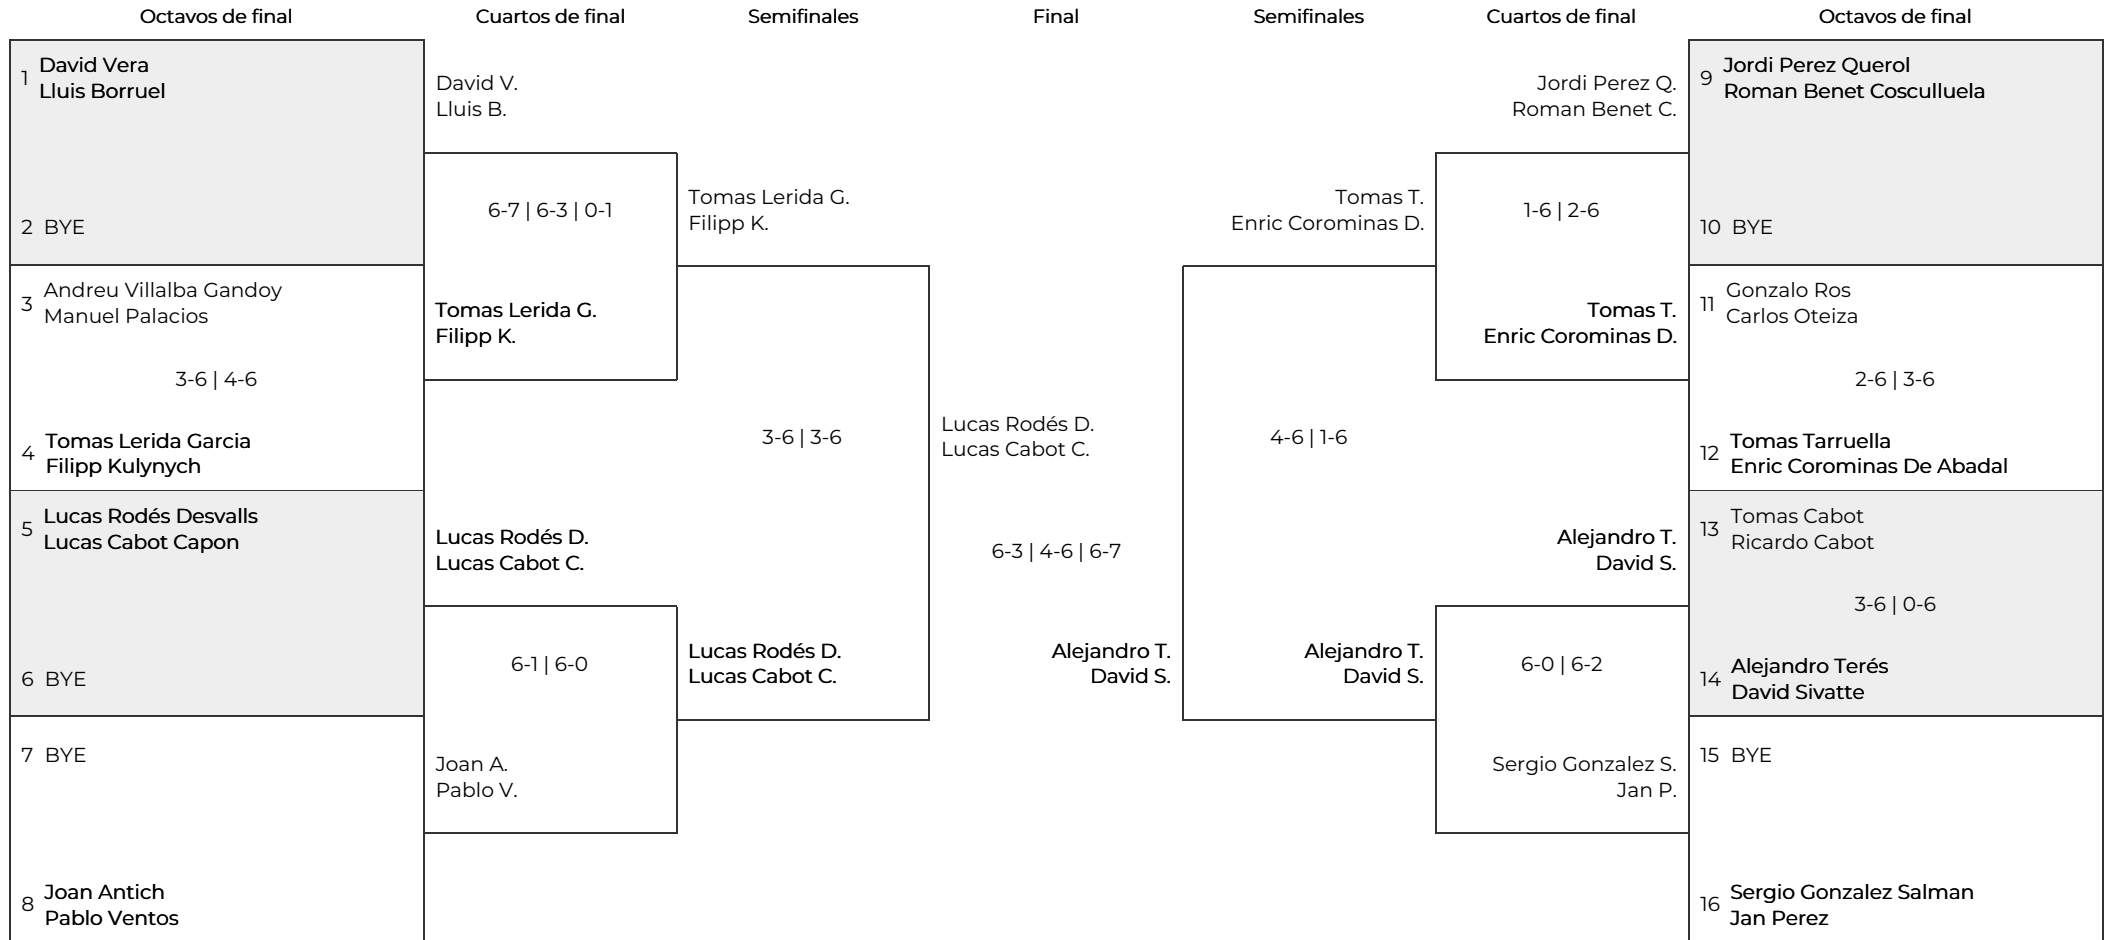 Octavos de final
Cuartos de final
Semifinales
Final
Semifinales
Cuartos de final
Octavos de final
1
David Vera
Lluis Borruel
2 BYE
3
Andreu Villalba Gandoy
Manuel Palacios
3-6 | 4-6
4
Tomas Lerida Garcia
Filipp Kulynych
5
Lucas Rodés Desvalls
Lucas Cabot Capon
6 BYE
7 BYE
8
Joan Antich
Pablo Ventos
David V.
Lluis B.
6-7 | 6-3 | 0-1
Tomas Lerida G.
Filipp K.
Lucas Rodés D.
Lucas Cabot C.
6-1 | 6-0
Joan A.
Pablo V.
Tomas Lerida G.
Filipp K.
3-6 | 3-6
Lucas Rodés D.
Lucas Cabot C.
Lucas Rodés D.
Lucas Cabot C.
6-3 | 4-6 | 6-7
Alejandro T.
David S.
Tomas T.
Enric Corominas D.
4-6 | 1-6
Alejandro T.
David S.
Jordi Perez Q.
Roman Benet C.
1-6 | 2-6
Tomas T.
Enric Corominas D.
Alejandro T.
David S.
6-0 | 6-2
Sergio Gonzalez S.
Jan P.
9
Jordi Perez Querol
Roman Benet Cosculluela
10 BYE
11
Gonzalo Ros
Carlos Oteiza
2-6 | 3-6
12
Tomas Tarruella
Enric Corominas De Abadal
13
Tomas Cabot
Ricardo Cabot
3-6 | 0-6
14
Alejandro Terés
David Sivatte
15 BYE
16
Sergio Gonzalez Salman
Jan Perez